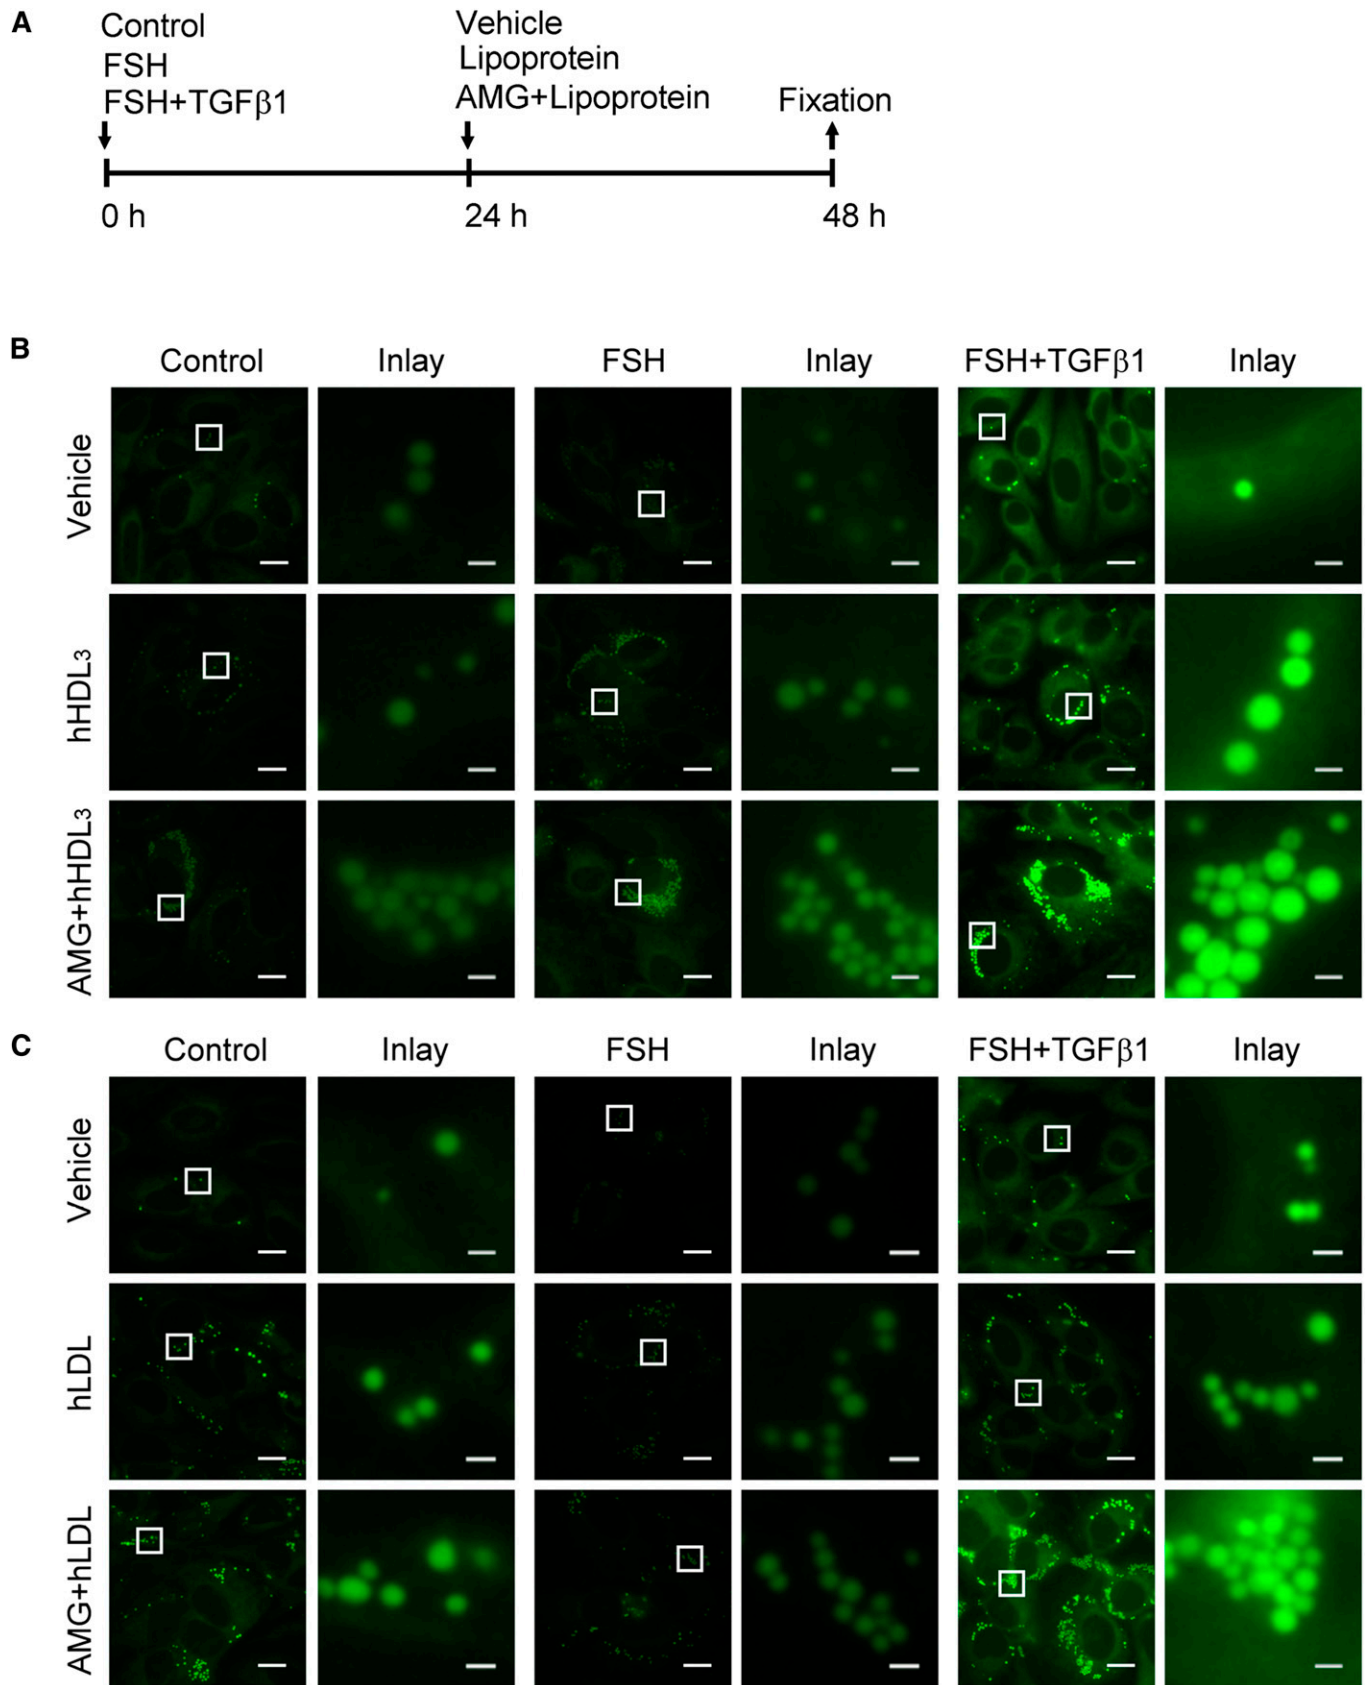 A
Control
FSH
FSH+TGFβ1
Vehicle
Lipoprotein
AMG+Lipoprotein
Fixation
0 h
24 h
48 h
B
Control Inlay FSH Inlay FSH+TGFβ1 Inlay
Vehicle
hHDL3
AMG+hHDL3
C
Control Inlay FSH Inlay FSH+TGFβ1 Inlay
Vehicle
hLDL
AMG+hLDL